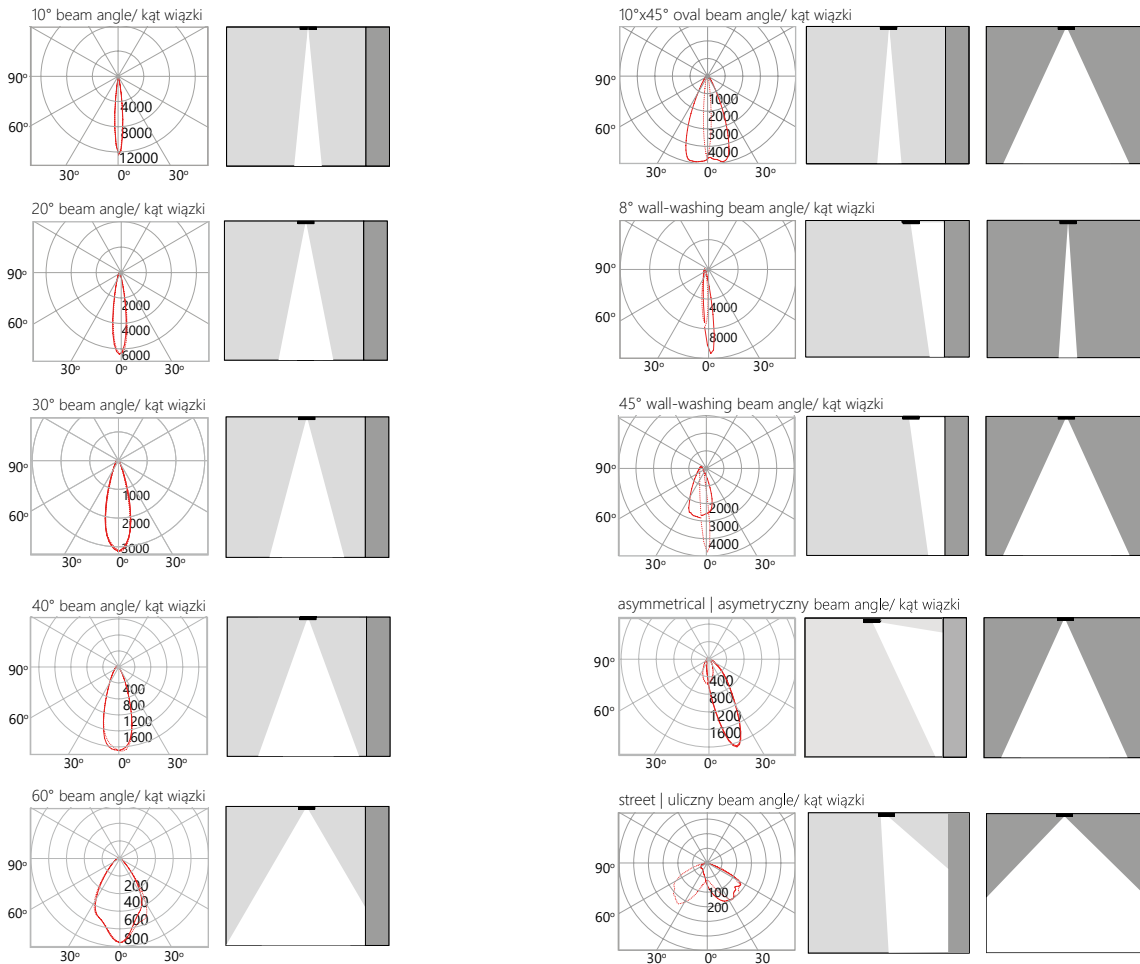 10° beam angle/ kąt wiązki
90°
60°
4000
8000
12000
30° 0° 30°
20° beam angle/ kąt wiązki
90°
60°
2000
4000
6000
30° 0° 30°
30° beam angle/ kąt wiązki
90°
60°
1000
2000
3000
30° 0° 30°
40° beam angle/ kąt wiązki
90°
60°
400
800
1200
1600
30° 0° 30°
60° beam angle/ kąt wiązki
90°
60°
200
400
600
800
30° 0° 30°
10°x45° oval beam angle/ kąt wiązki
90°
60°
1000
2000
3000
4000
30° 0° 30°
8° wall-washing beam angle/ kąt wiązki
90°
60°
4000
8000
30° 0° 30°
45° wall-washing beam angle/ kąt wiązki
90°
60°
2000
3000
4000
30° 0° 30°
asymmetrical | asymetryczny beam angle/ kąt wiązki
90°
60°
400
800
1200
1600
30° 0° 30°
street | uliczny beam angle/ kąt wiązki
90°
60°
100
200
30° 0° 30°